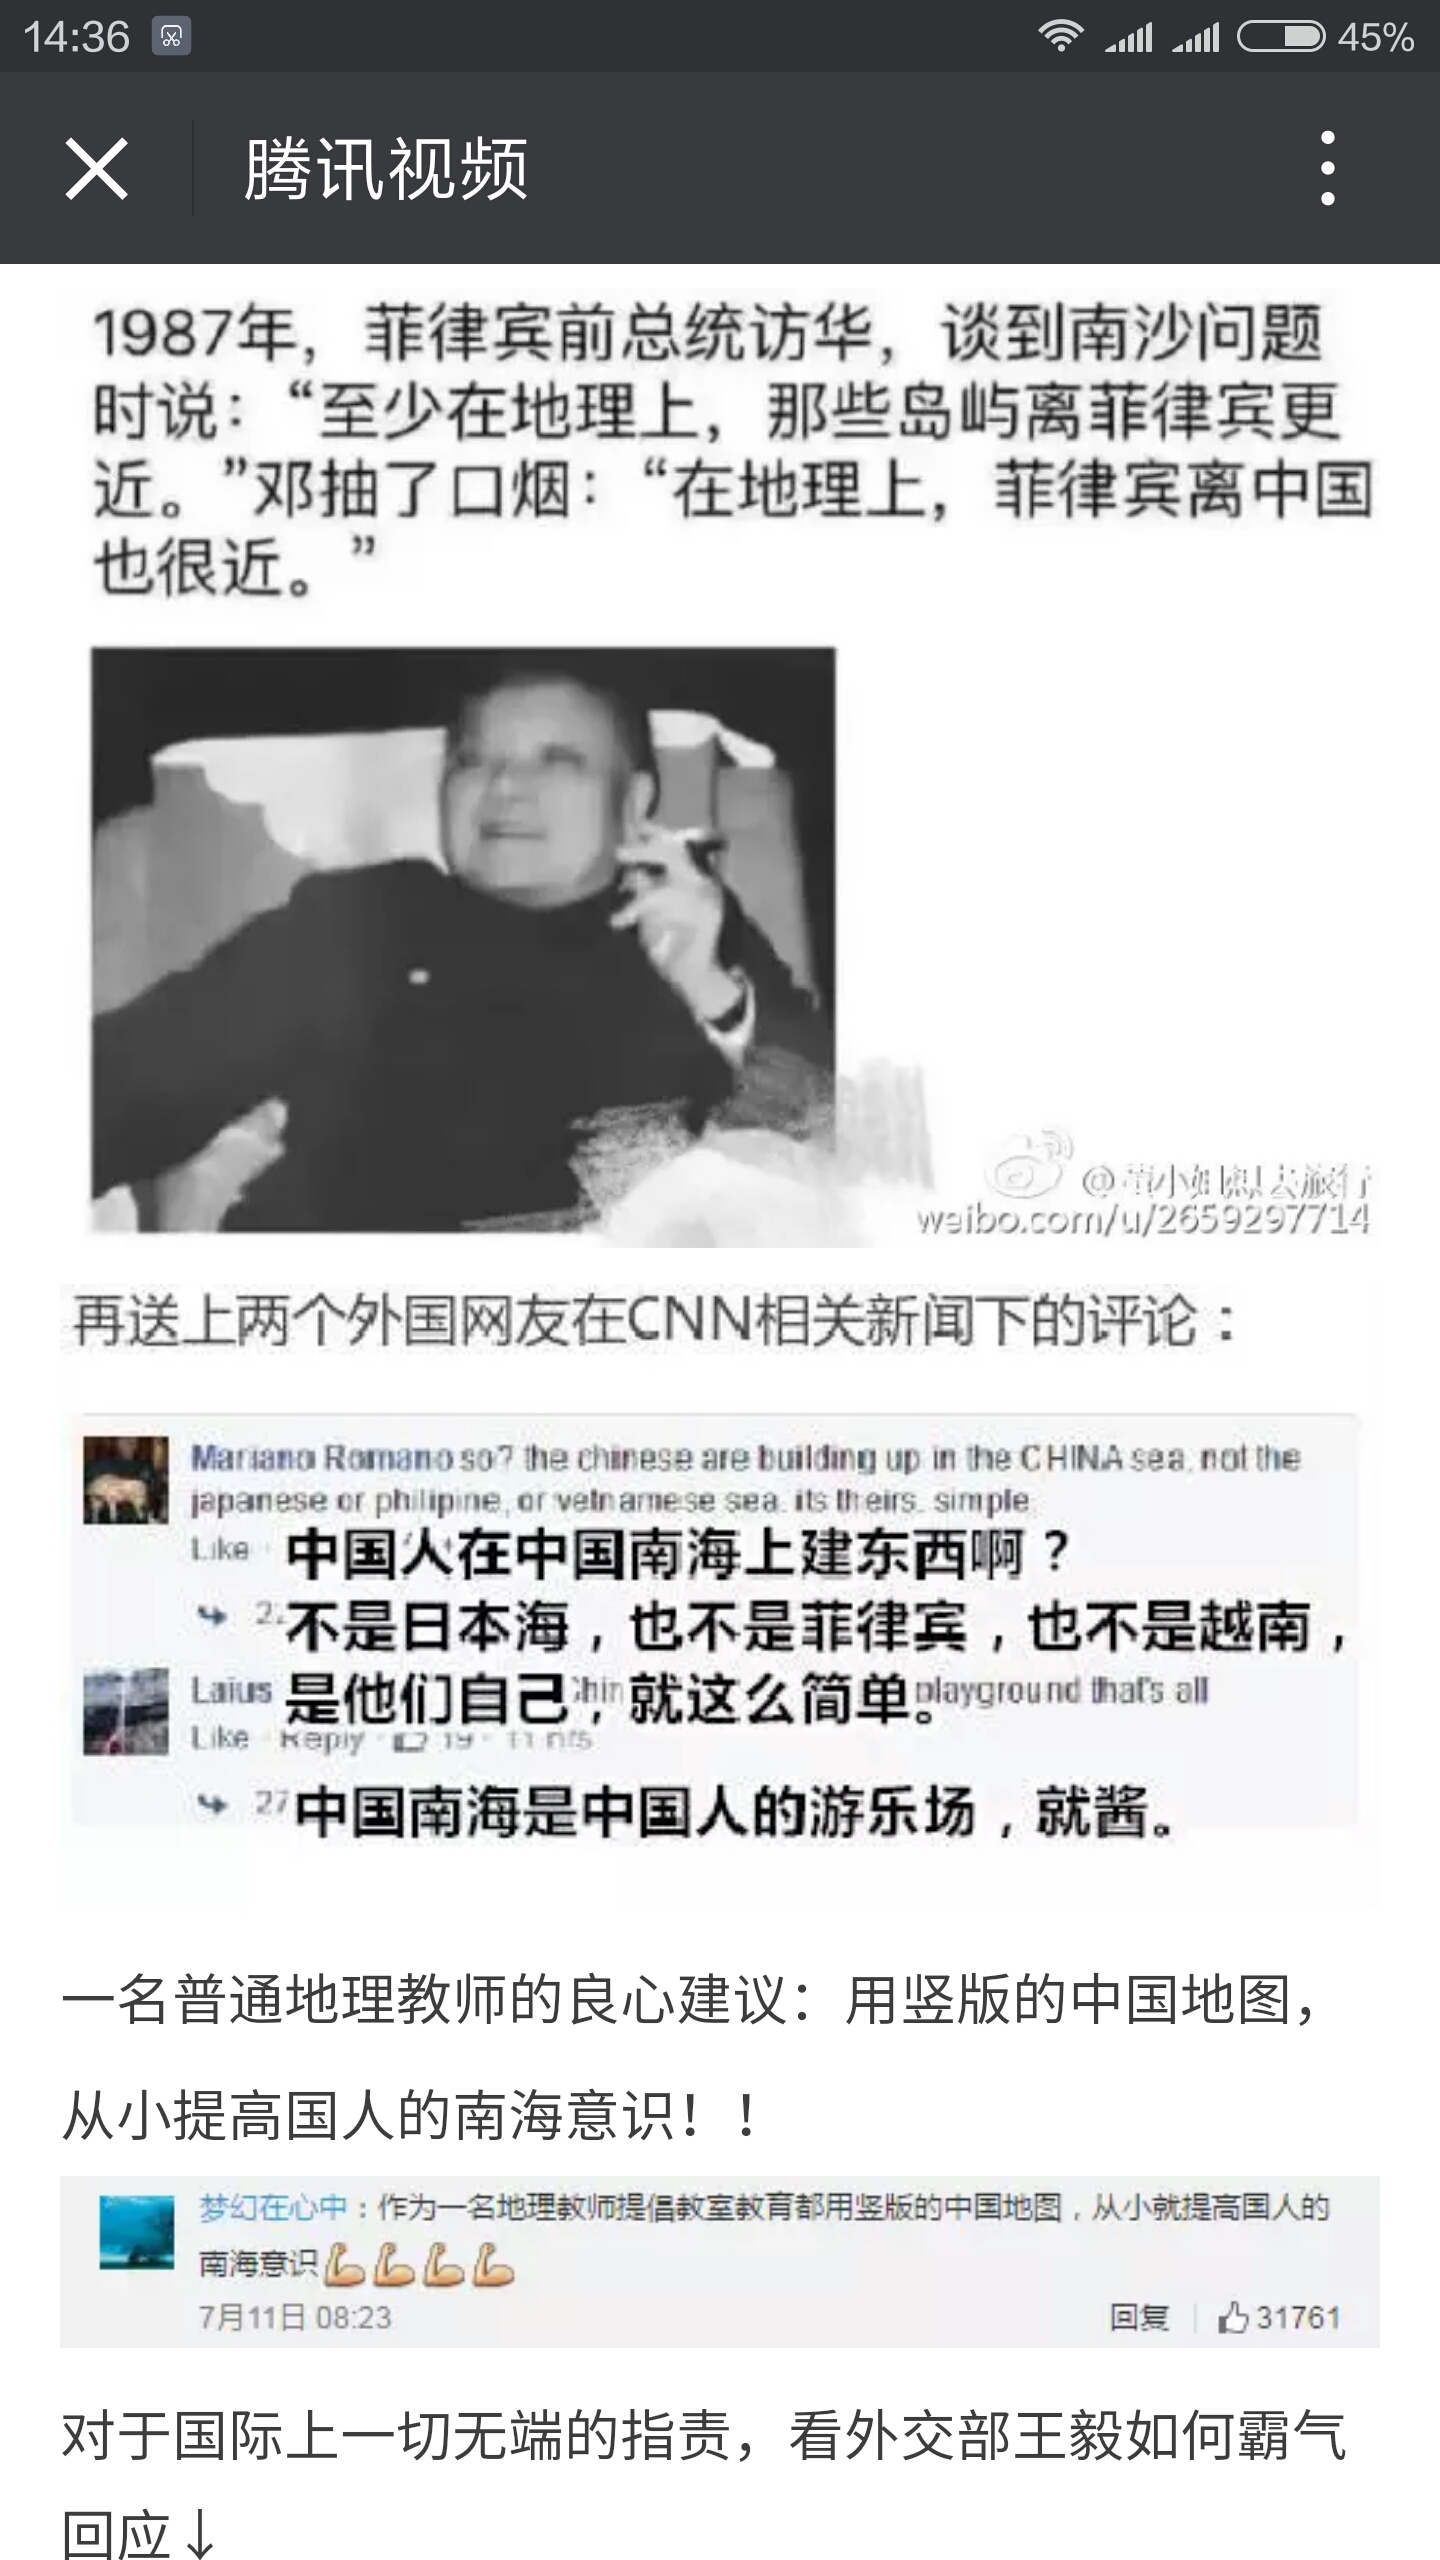 14:36
45%
腾讯视频
1987年，菲律宾前总统访华，谈到南沙问题
时说：“至少在地理上，那些岛屿离菲律宾更
近。”邓抽了口烟：“在地理上，菲律宾离中国
也很近。”
weibo.com/u/2659297714
再送上两个外国网友在CNN相关新闻下的评论：
Mariano Romano so? the chinese are building up in the CHINA sea, not the
japanese or philipine, or vetnamese sea. its theirs. simple.
Like
中国人在中国南海上建东西啊？
不是日本海，也不是菲律宾，也不是越南，
Laius
是他们自己，就这么简单。
playground that's all
Like · Reply · 19 ·
27
中国南海是中国人的游乐场，就酱。
一名普通地理教师的良心建议：用竖版的中国地图，
从小提高国人的南海意识！！
梦幻在心中：作为一名地理教师提倡教室教育都用竖版的中国地图，从小就提高国人的
南海意识💪💪💪💪
7月11日 08:23
回复 31761
对于国际上一切无端的指责，看外交部王毅如何霸气
回应↓